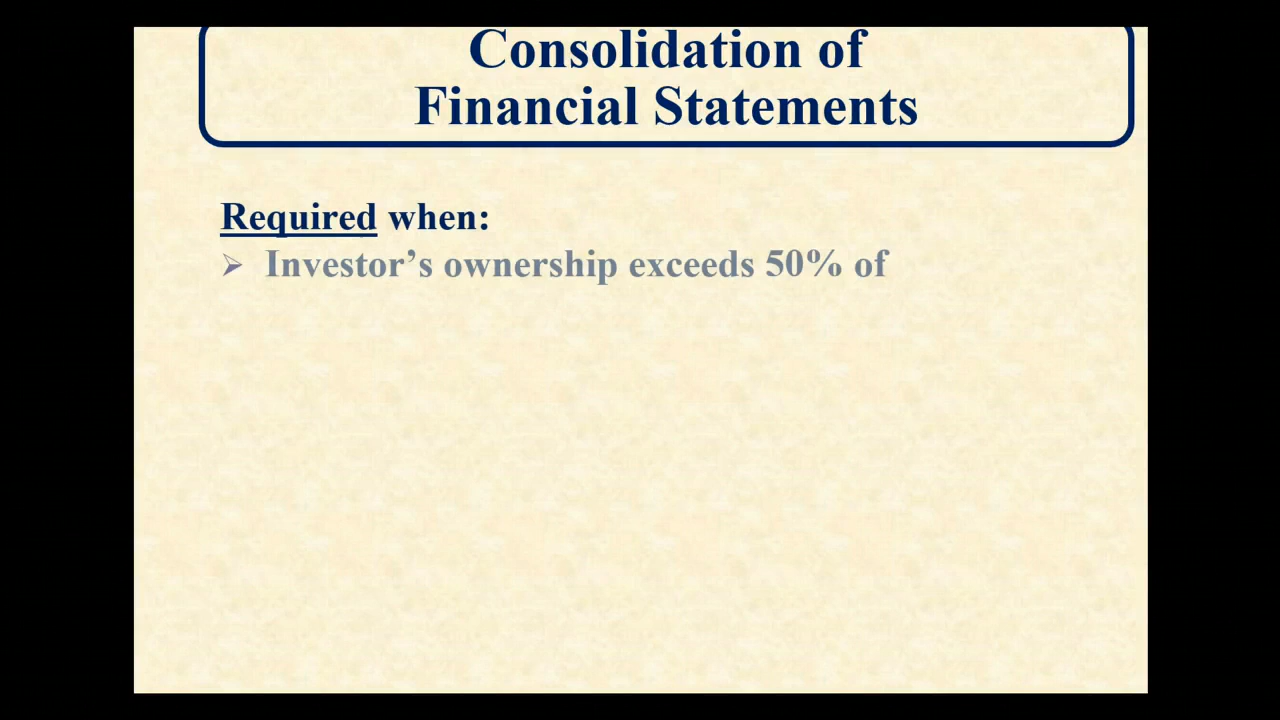 Consolidation of
Financial Statements
Required when:
➢ Investor’s ownership exceeds 50% of